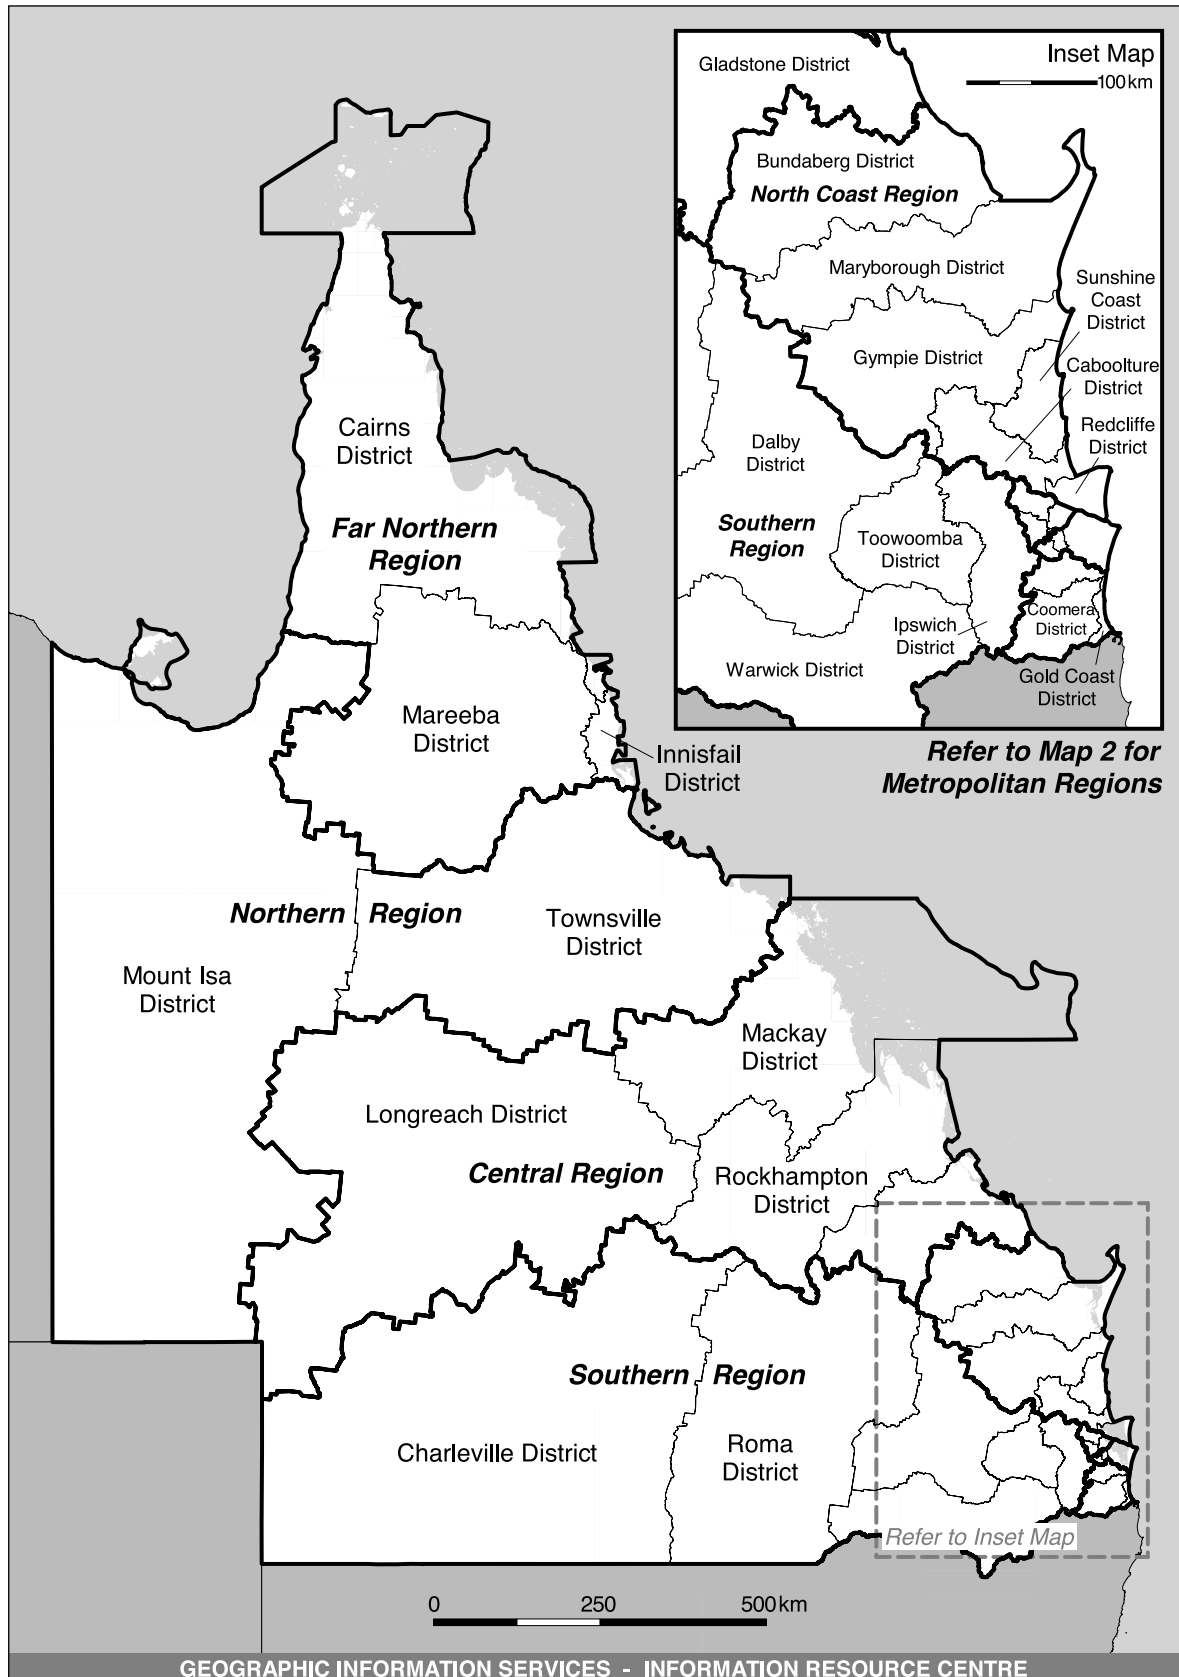 Inset Map
100 km
Gladstone District
Bundaberg District
North Coast Region
Maryborough District
Sunshine
Coast
District
Gympie District
Caboolture
District
Redcliffe
District
Dalby
District
Southern
Region
Toowoomba
District
Ipswich
District
Coomera
District
Warwick District
Gold Coast
District
Refer to Map 2 for
Metropolitan Regions
Cairns
District
Far Northern
Region
Mareeba
District
Innisfail
District
Northern Region
Townsville
District
Mount Isa
District
Mackay
District
Longreach District
Central Region
Rockhampton
District
Southern Region
Charleville District
Roma
District
Refer to Inset Map
0 250 500 km
GEOGRAPHIC INFORMATION SERVICES - INFORMATION RESOURCE CENTRE